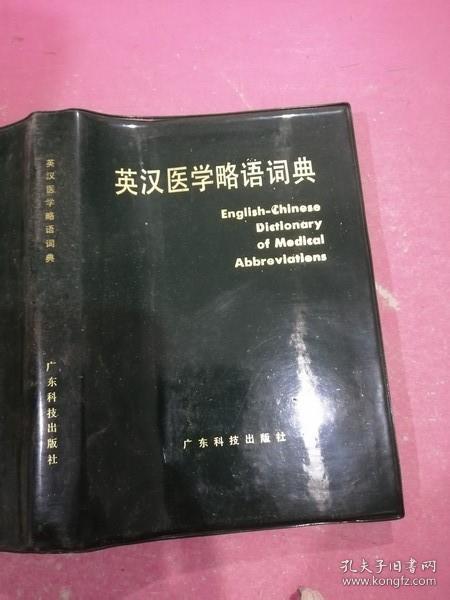 英汉医学略语词典
English-Chinese
Dictionary
of Medical
Abbreviations
广东科技出版社
英汉医学略语词典
广东科技出版社
孔夫子旧书网
www.kongfz.com